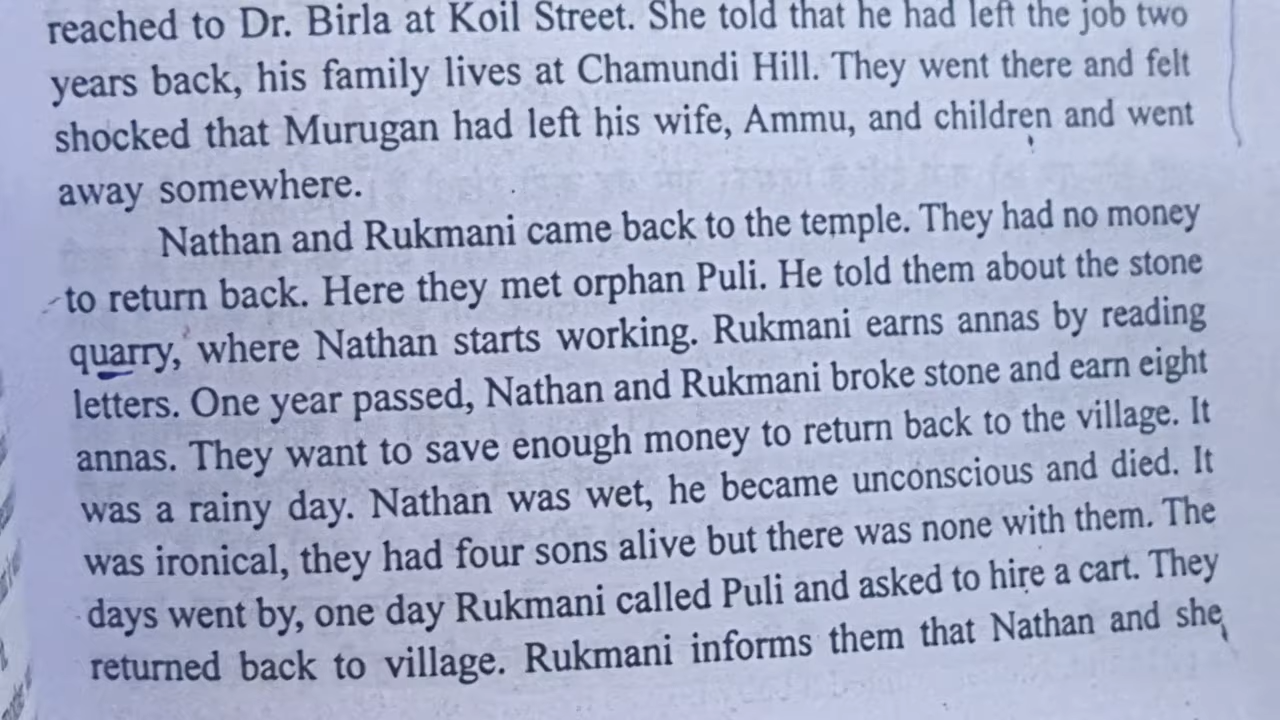 reached to Dr. Birla at Koil Street. She told that he had left the job two
years back, his family lives at Chamundi Hill. They went there and felt
shocked that Murugan had left his wife, Ammu, and children and went
away somewhere.
Nathan and Rukmani came back to the temple. They had no money
to return back. Here they met orphan Puli. He told them about the stone
quarry, where Nathan starts working. Rukmani earns annas by reading
letters. One year passed, Nathan and Rukmani broke stone and earn eight
annas. They want to save enough money to return back to the village. It
was a rainy day. Nathan was wet, he became unconscious and died. It
was ironical, they had four sons alive but there was none with them. The
days went by, one day Rukmani called Puli and asked to hire a cart. They
returned back to village. Rukmani informs them that Nathan and she